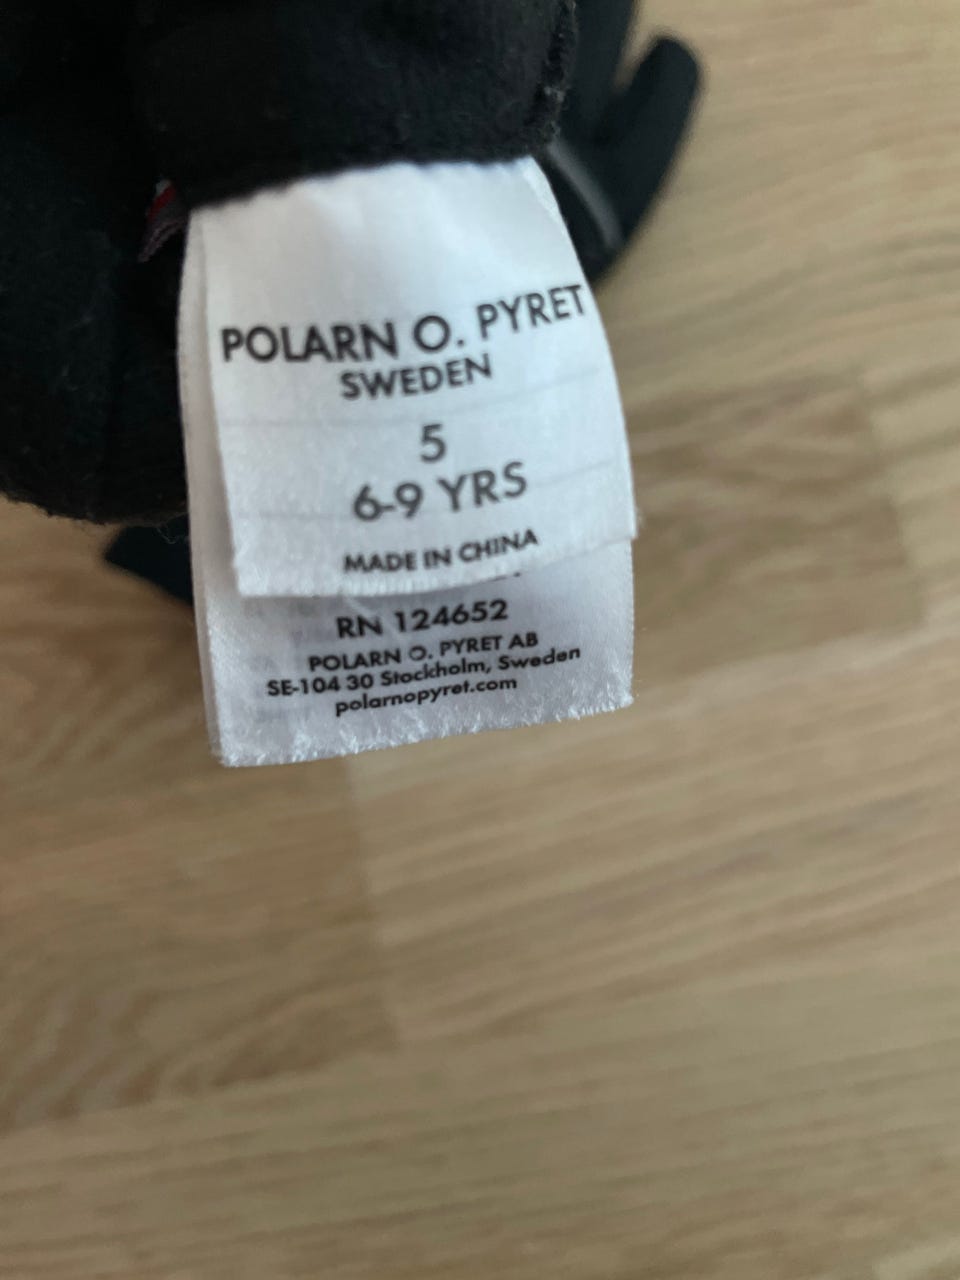 POLARN O. PYRET
SWEDEN
5
6-9 YRS
MADE IN CHINA
RN 124652
POLARN O. PYRET AB
SE-104 30 Stockholm, Sweden
polarnopyret.com